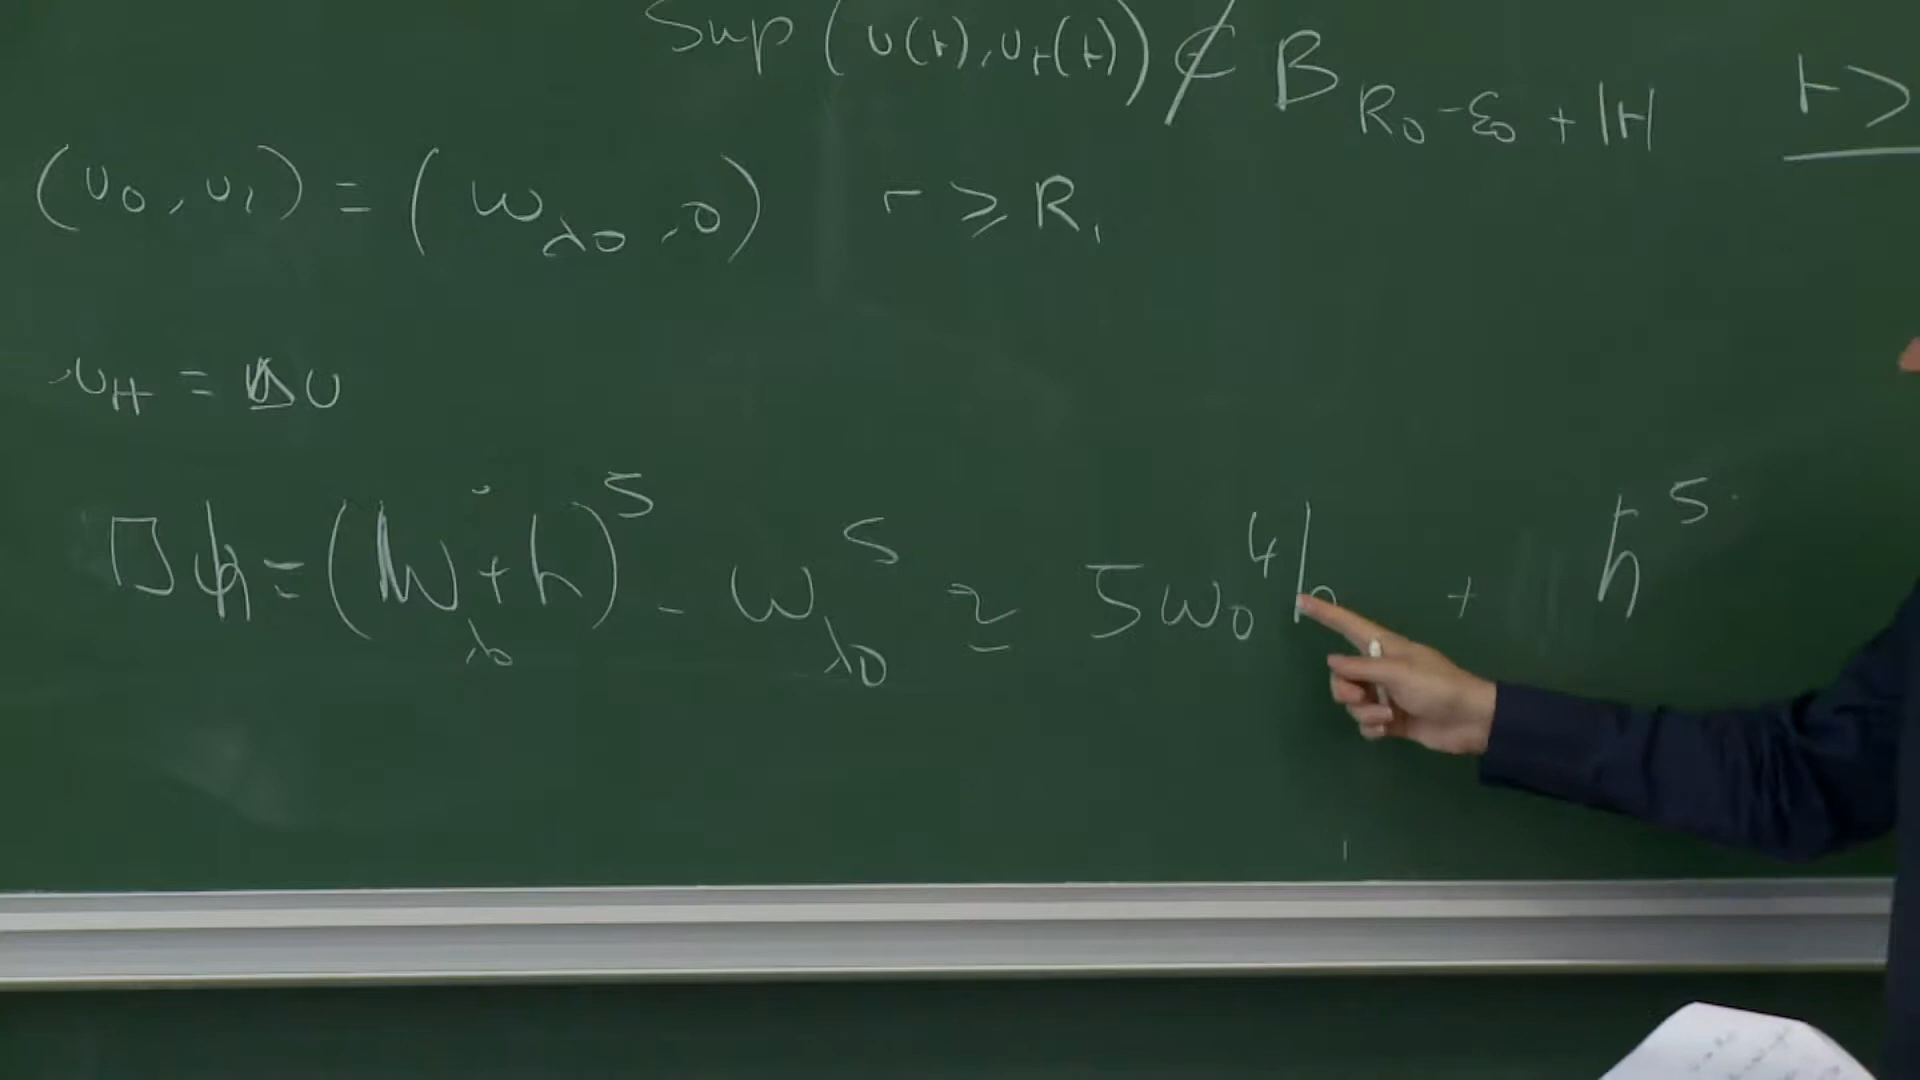 Sup (u(t), u_t(t)) ⊄ B_{R_0 - ε_0 + |t|} t >
(u_0, u_1) = (W_{λ_0}, 0) r ≥ R_1
u_{tt} = Δu
□h = (W_{λ_0} + h)^5 - W_{λ_0}^5 ≃ 5W_0^4 h + h^5